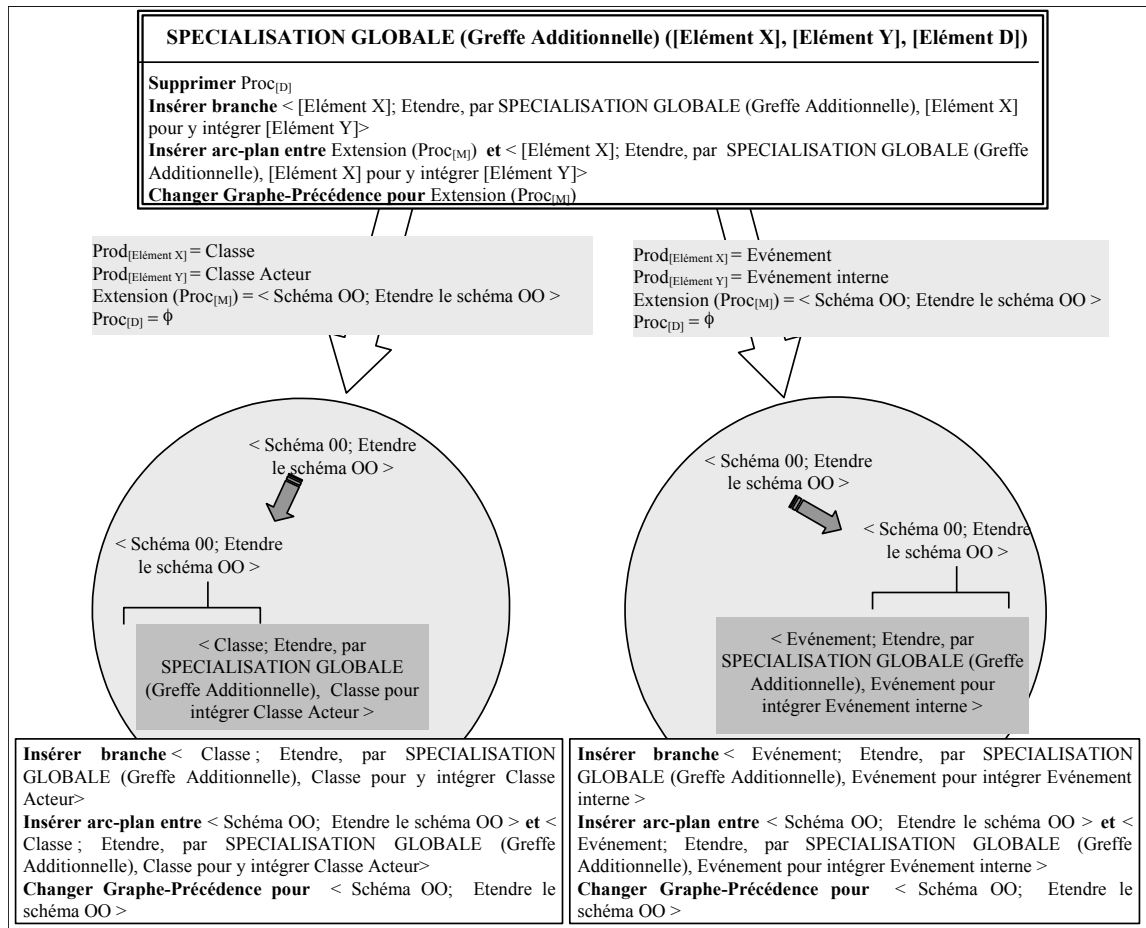 SPECIALISATION GLOBALE (Greffe Additionnelle) ([Elément X], [Elément Y], [Elément D])
Supprimer Proc[D]
Insérer branche < [Elément X]; Etendre, par SPECIALISATION GLOBALE (Greffe Additionnelle), [Elément X]
pour y intégrer [Elément Y]>
Insérer arc-plan entre Extension (Proc[M]) et < [Elément X]; Etendre, par SPECIALISATION GLOBALE (Greffe
Additionnelle), [Elément X] pour y intégrer [Elément Y]>
Changer Graphe-Précédence pour Extension (Proc[M])
Prod[Elément X] = Classe
Prod[Elément Y] = Classe Acteur
Extension (Proc[M]) = < Schéma OO; Etendre le schéma OO >
Proc[D] = ϕ
Prod[Elément X] = Evénement
Prod[Elément Y] = Evénement interne
Extension (Proc[M]) = < Schéma OO; Etendre le schéma OO >
Proc[D] = ϕ
< Schéma 00; Etendre
le schéma OO >
< Schéma 00; Etendre
le schéma OO >
< Classe; Etendre, par
SPECIALISATION GLOBALE
(Greffe Additionnelle), Classe pour
intégrer Classe Acteur >
< Schéma 00; Etendre
le schéma OO >
< Schéma 00; Etendre
le schéma OO >
< Evénement; Etendre, par
SPECIALISATION GLOBALE (Greffe
Additionnelle), Evénement pour
intégrer Evénement interne >
Insérer branche < Classe ; Etendre, par SPECIALISATION
GLOBALE (Greffe Additionnelle), Classe pour y intégrer Classe
Acteur>
Insérer arc-plan entre < Schéma OO; Etendre le schéma OO > et <
Classe ; Etendre, par SPECIALISATION GLOBALE (Greffe
Additionnelle), Classe pour y intégrer Classe Acteur>
Changer Graphe-Précédence pour < Schéma OO; Etendre le
schéma OO >
Insérer branche < Evénement; Etendre, par SPECIALISATION
GLOBALE (Greffe Additionnelle), Evénement pour intégrer Evénement
interne >
Insérer arc-plan entre < Schéma OO; Etendre le schéma OO > et <
Evénement; Etendre, par SPECIALISATION GLOBALE (Greffe
Additionnelle), Evénement pour intégrer Evénement interne >
Changer Graphe-Précédence pour < Schéma OO; Etendre le
schéma OO >